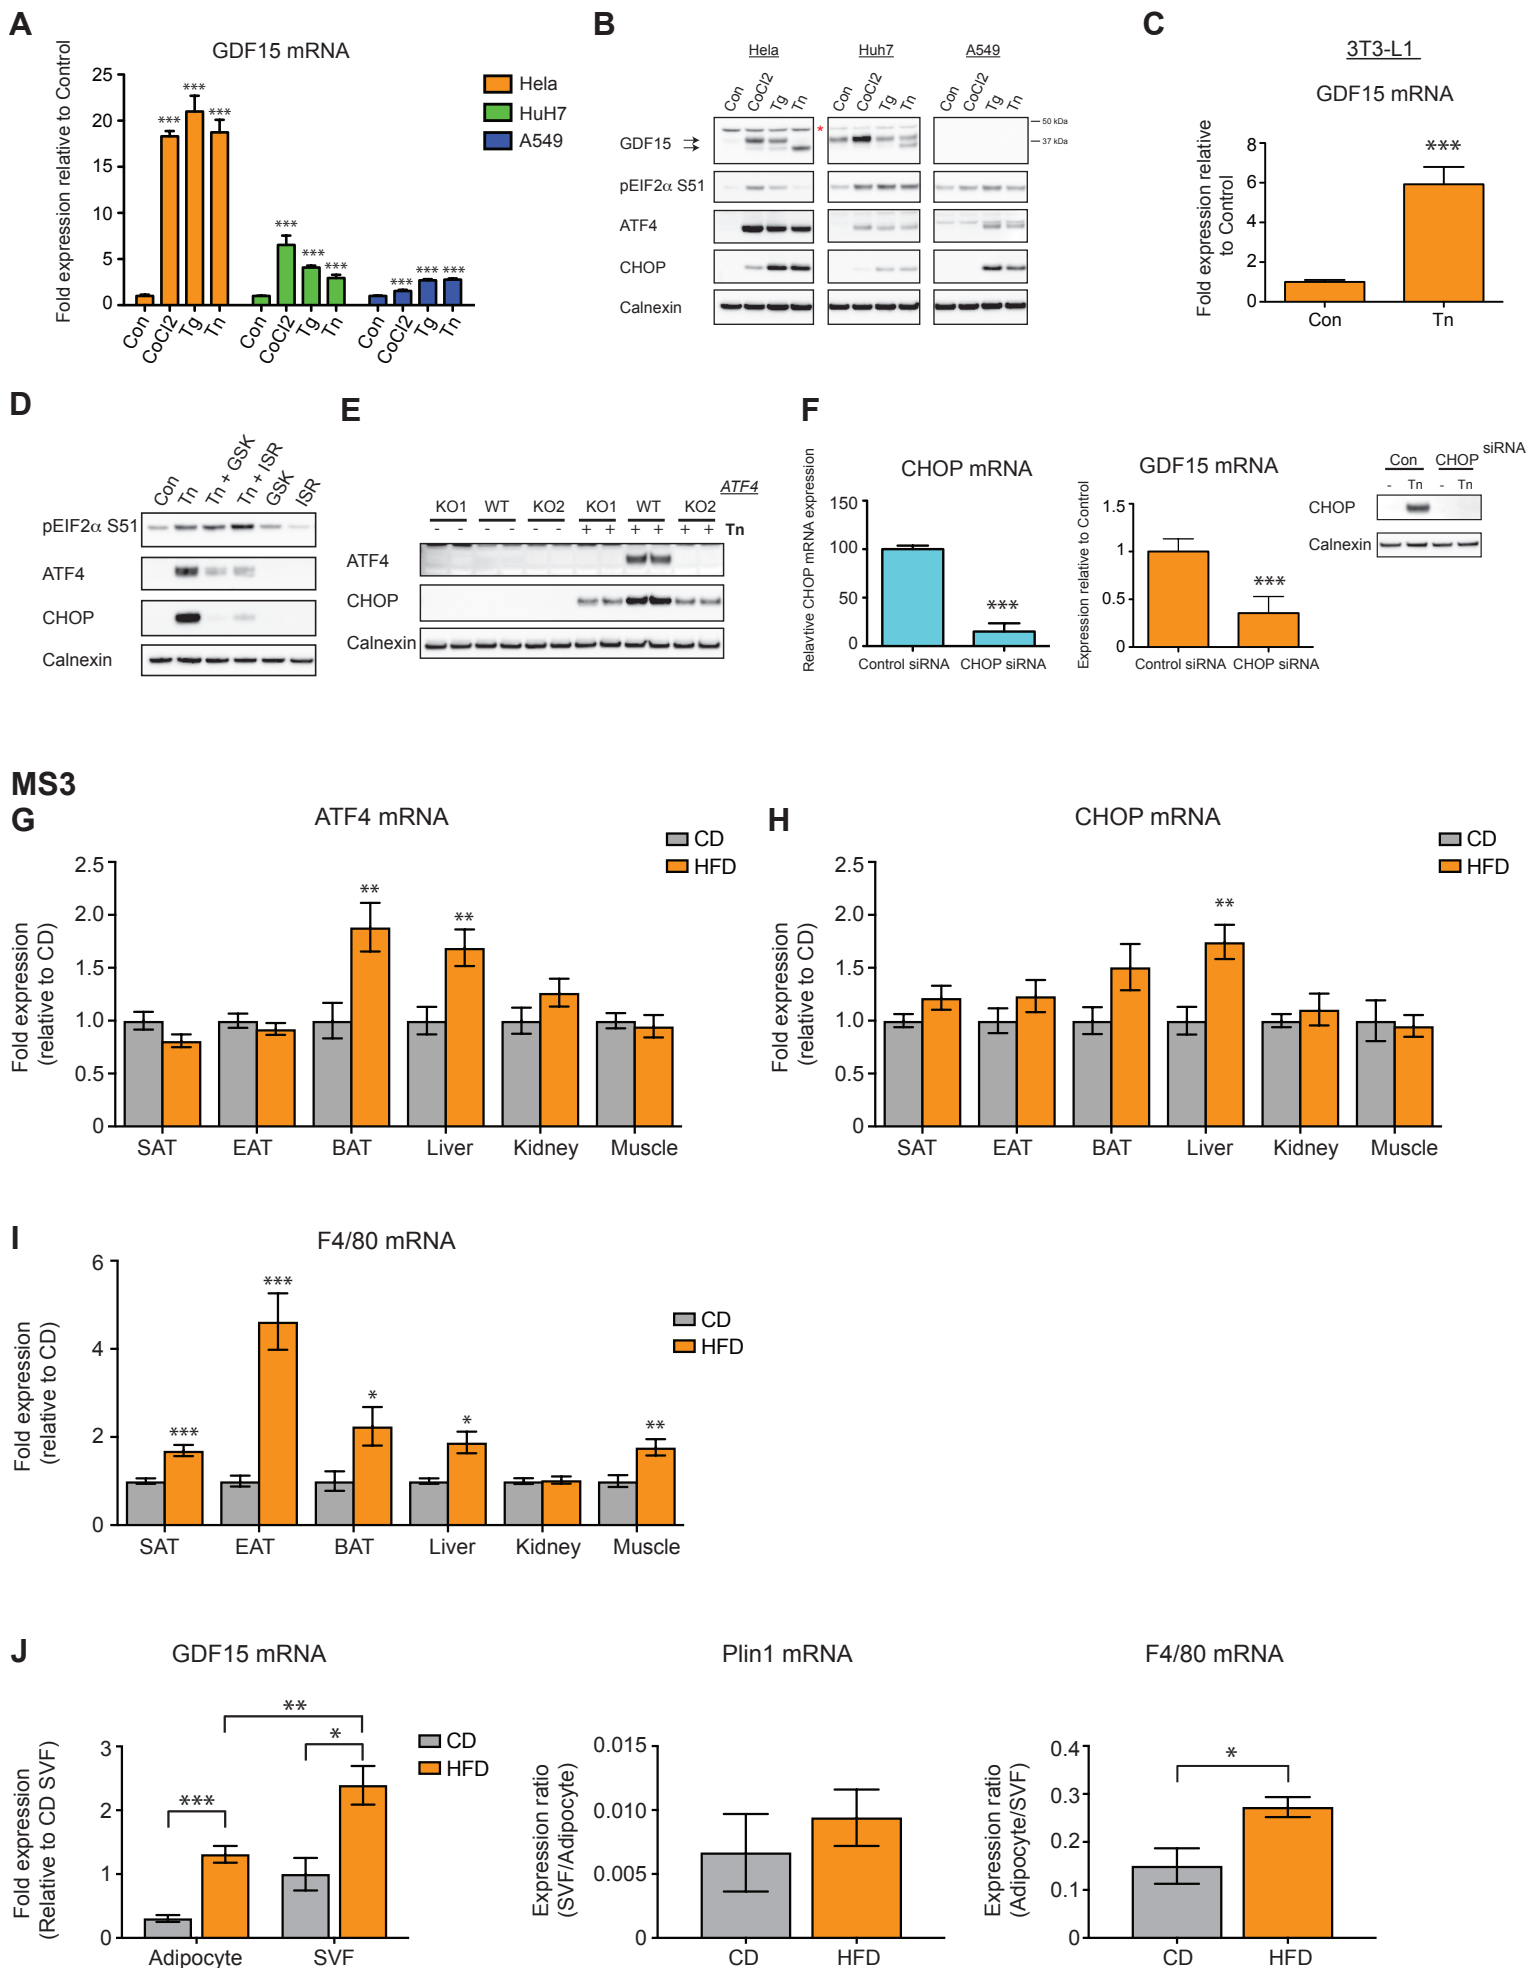 A
GDF15 mRNA
Fold expression relative to Control
25
20
15
10
5
0
***
***
***
***
***
***
***
***
***
Con
CoCl2
Tg
Tn
Con
CoCl2
Tg
Tn
Con
CoCl2
Tg
Tn
Hela
HuH7
A549
B
Hela
Huh7
A549
Con
CoCl2
Tg
Tn
Con
CoCl2
Tg
Tn
Con
CoCl2
Tg
Tn
GDF15
*
50 kDa
37 kDa
pEIF2α S51
ATF4
CHOP
Calnexin
C
3T3-L1
GDF15 mRNA
Fold expression relative
to Control
8
6
4
2
0
***
Con
Tn
D
Con
Tn
Tn + GSK
Tn + ISR
GSK
ISR
pEIF2α S51
ATF4
CHOP
Calnexin
E
ATF4
KO1 WT KO2 KO1 WT KO2
- - - - - - + + + + + + Tn
ATF4
CHOP
Calnexin
F
CHOP mRNA
Relavtive CHOP mRNA expression
150
100
50
0
***
Control siRNA CHOP siRNA
GDF15 mRNA
Expression relative to Control
1.5
1
0.5
0
***
Control siRNA CHOP siRNA
siRNA
Con CHOP
- Tn - Tn
CHOP
Calnexin
MS3
G
ATF4 mRNA
CD
HFD
Fold expression
(relative to CD)
2.5
2.0
1.5
1.0
0.5
0
**
**
SAT EAT BAT Liver Kidney Muscle
H
CHOP mRNA
CD
HFD
Fold expression
(relative to CD)
2.5
2.0
1.5
1.0
0.5
0
**
SAT EAT BAT Liver Kidney Muscle
I
F4/80 mRNA
CD
HFD
Fold expression
(relative to CD)
6
4
2
0
***
***
*
*
**
SAT EAT BAT Liver Kidney Muscle
J
GDF15 mRNA
CD
HFD
Fold expression
(Relative to CD SVF)
3
2
1
0
***
**
*
Adipocyte SVF
Plin1 mRNA
Expression ratio
(SVF/Adipocyte)
0.015
0.010
0.005
0
CD HFD
F4/80 mRNA
Expression ratio
(Adipocyte/SVF)
0.4
0.3
0.2
0.1
0
*
CD HFD